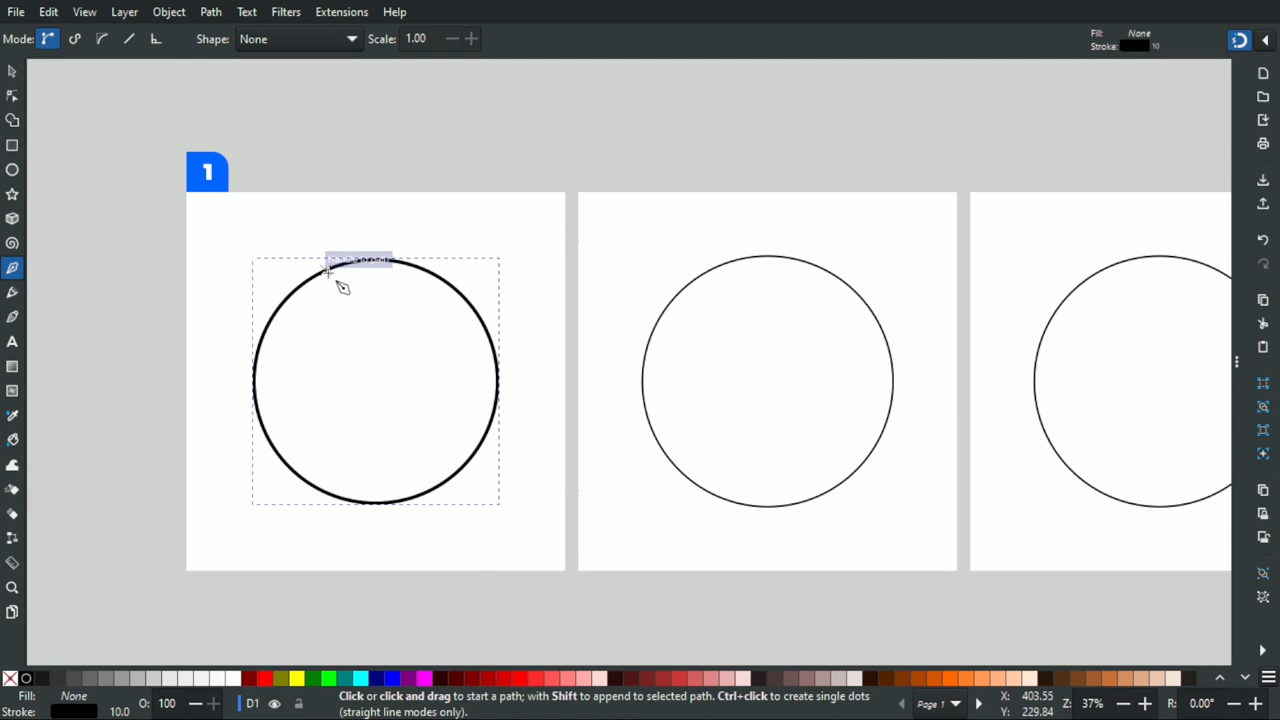 File Edit View Layer Object Path Text Filters Extensions Help
Mode: Shape: None Scale: 1.00
Fill: None
Stroke: 10
1
Fill: None
Stroke: 10.0
O: 100
D1
Click or click and drag to start a path; with Shift to append to selected path. Ctrl+click to create single dots
(straight line modes only).
Page 1
X: 403.55
Y: 229.84
Z: 37%
R: 0.00°